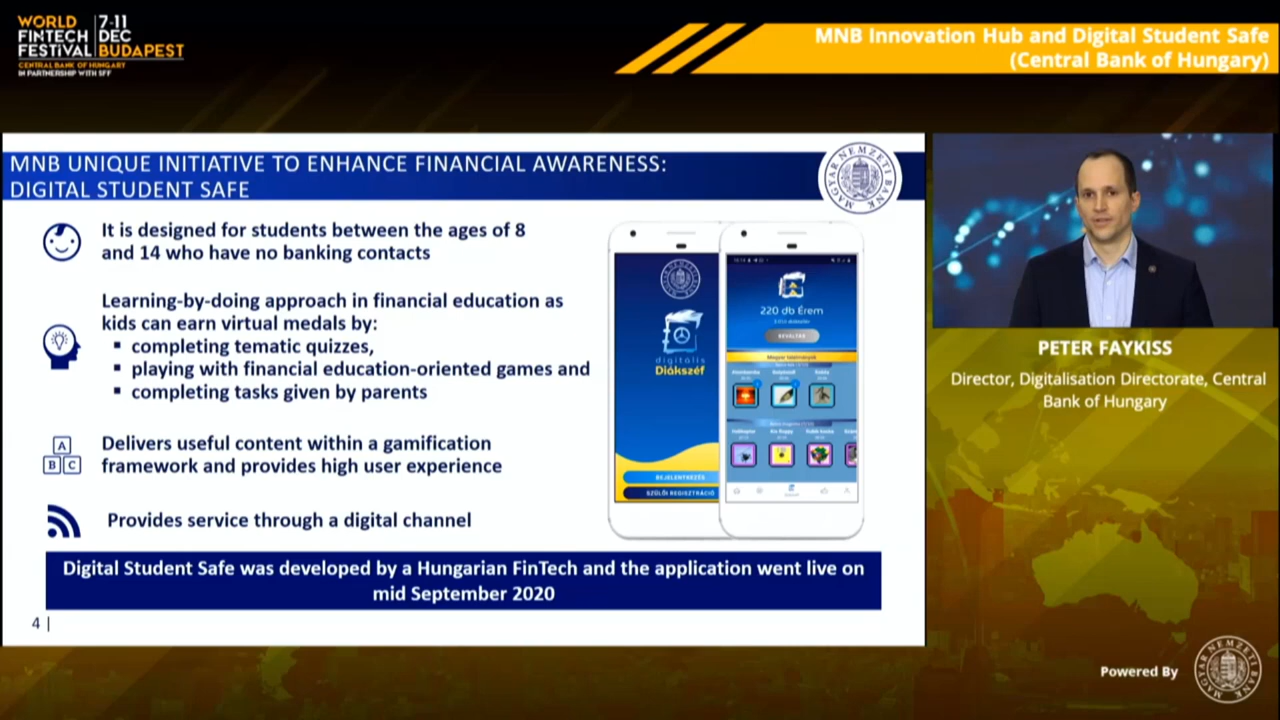 WORLD
FINTECH
FESTIVAL
7-11
DEC
BUDAPEST
CENTRAL BANK OF HUNGARY
IN PARTNERSHIP WITH SFF
MNB Innovation Hub and Digital Student Safe
(Central Bank of Hungary)
MNB UNIQUE INITIATIVE TO ENHANCE FINANCIAL AWARENESS:
DIGITAL STUDENT SAFE
MAGYAR NEMZETI BANK
It is designed for students between the ages of 8
and 14 who have no banking contacts
Learning-by-doing approach in financial education as
kids can earn virtual medals by:
▪ completing tematic quizzes,
▪ playing with financial education-oriented games and
▪ completing tasks given by parents
A
B C
Delivers useful content within a gamification
framework and provides high user experience
Provides service through a digital channel
digitális
Diákszéf
BEJELENTKEZÉS
SZÜLŐI REGISZTRÁCIÓ
220 db Érem
BEVÁLTÁS
Digital Student Safe was developed by a Hungarian FinTech and the application went live on
mid September 2020
4 |
PETER FAYKISS
Director, Digitalisation Directorate, Central
Bank of Hungary
Powered By
MAGYAR NEMZETI BANK